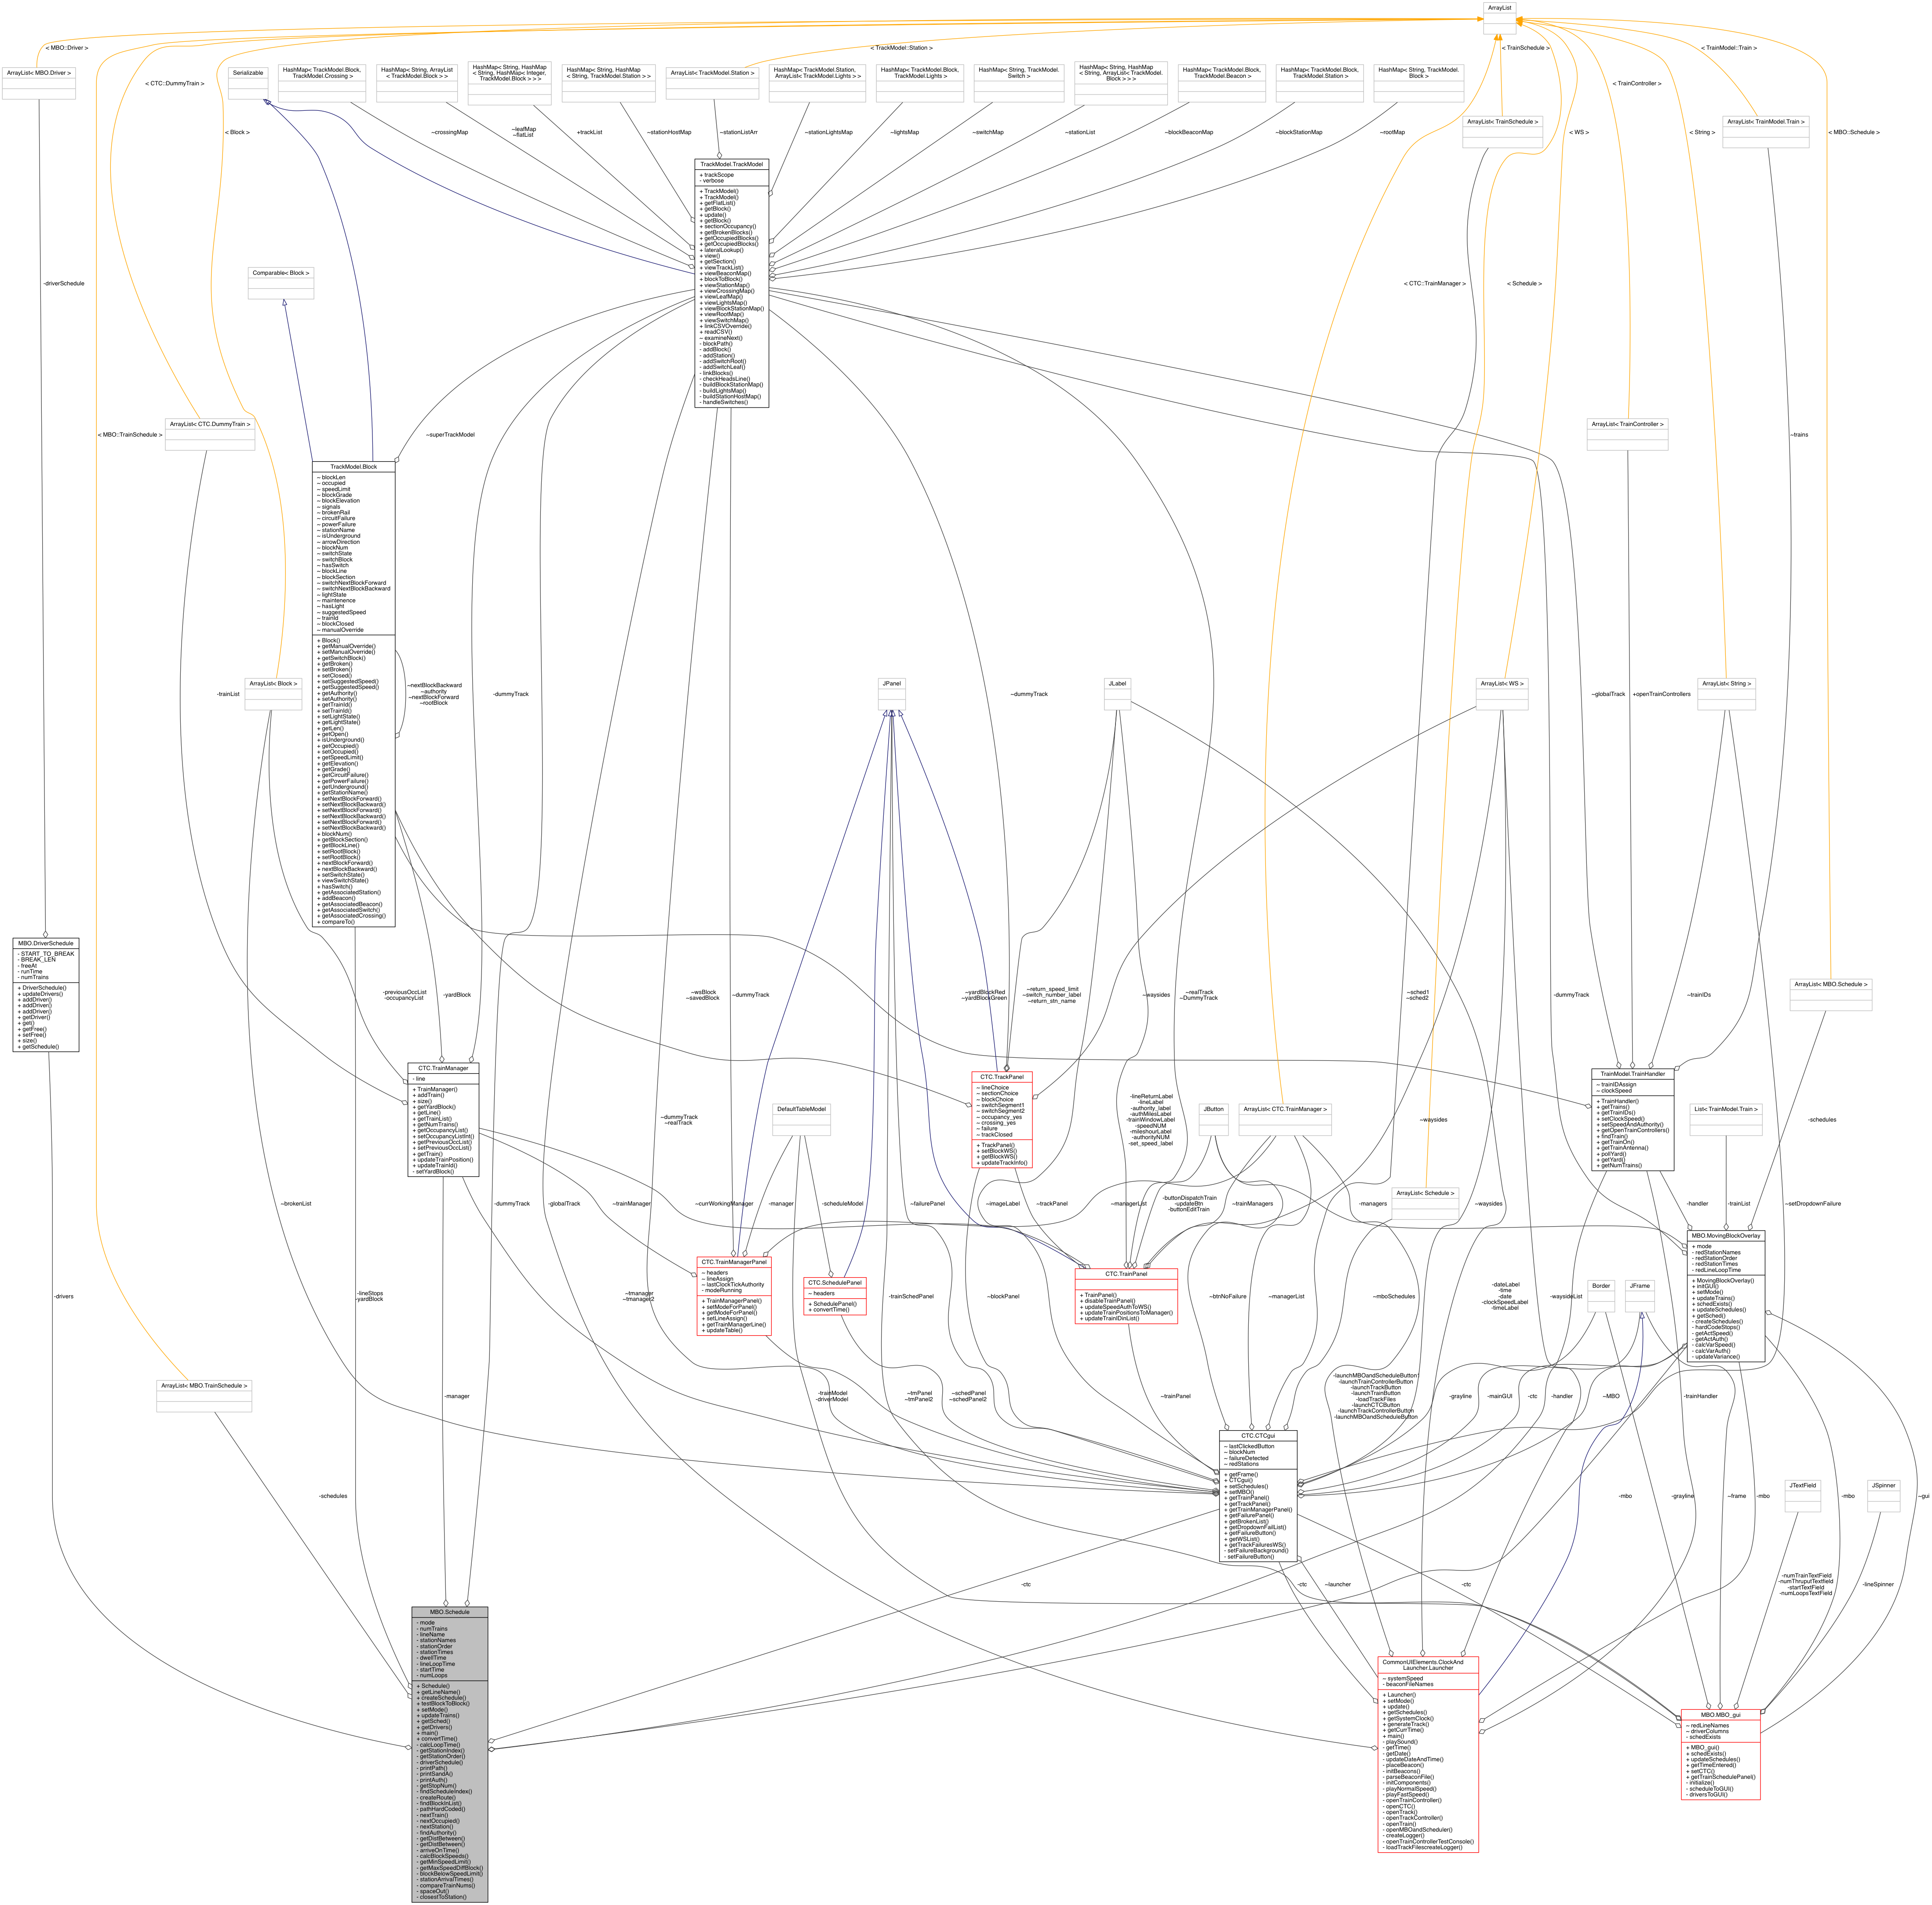 ArrayList
< MBO::Driver >
< TrackModel::Station >
< TrainSchedule >
< TrainModel::Train >
ArrayList< MBO.Driver >
Serializable
HashMap< TrackModel.Block,
TrackModel.Crossing >
HashMap< String, ArrayList
< TrackModel.Block > >
HashMap< String, HashMap
< String, HashMap< Integer,
TrackModel.Block > > >
HashMap< String, HashMap
< String, TrackModel.Station > >
ArrayList< TrackModel.Station >
HashMap< TrackModel.Station,
ArrayList< TrackModel.Lights > >
HashMap< TrackModel.Block,
TrackModel.Lights >
HashMap< String, TrackModel.
Switch >
HashMap< String, HashMap
< String, ArrayList< TrackModel.
Block > > >
HashMap< TrackModel.Block,
TrackModel.Beacon >
HashMap< TrackModel.Block,
TrackModel.Station >
HashMap< String, TrackModel.
Block >
< CTC::DummyTrain >
< TrainController >
ArrayList< TrainSchedule >
ArrayList< TrainModel.Train >
< Block >
~crossingMap
~leafMap
~flatList
+trackList
~stationHostMap
~stationListArr
~stationLightsMap
~lightsMap
~switchMap
~stationList
~blockBeaconMap
~blockStationMap
~rootMap
< WS >
< String >
< MBO::Schedule >
TrackModel.TrackModel
+ trackScope
- verbose
+ TrackModel()
+ TrackModel()
+ getFlatList()
+ getBlock()
+ update()
+ getBlock()
+ sectionOccupancy()
+ getBrokenBlocks()
+ getOccupiedBlocks()
+ getOccupiedBlocks()
+ lateralLookup()
+ view()
+ getSection()
+ viewTrackList()
+ viewBeaconMap()
+ blockToBlock()
+ viewStationMap()
+ viewCrossingMap()
+ viewLeafMap()
+ viewLightsMap()
+ viewBlockStationMap()
+ viewRootMap()
+ viewSwitchMap()
+ linkCSVOverride()
+ readCSV()
~ examineNext()
- blockPath()
- addBlock()
- addStation()
- addSwitchRoot()
- addSwitchLeaf()
- linkBlocks()
- checkHeadsLine()
- buildBlockStationMap()
- buildLightsMap()
- buildStationHostMap()
- handleSwitches()
Comparable< Block >
-driverSchedule
< CTC::TrainManager >
< Schedule >
ArrayList< CTC.DummyTrain >
ArrayList< TrainController >
< MBO::TrainSchedule >
~superTrackModel
~trains
TrackModel.Block
~ blockLen
~ occupied
~ speedLimit
~ blockGrade
~ blockElevation
~ signals
~ brokenRail
~ circuitFailure
~ powerFailure
~ stationName
~ isUnderground
~ arrowDirection
~ blockNum
~ switchState
~ switchBlock
~ hasSwitch
~ blockLine
~ blockSection
~ switchNextBlockForward
~ switchNextBlockBackward
~ lightState
~ maintenence
~ hasLight
~ suggestedSpeed
~ trainId
~ blockClosed
~ manualOverride
+ Block()
+ getManualOverride()
+ setManualOverride()
+ getSwitchBlock()
+ getBroken()
+ setBroken()
+ setClosed()
+ setSuggestedSpeed()
+ getSuggestedSpeed()
+ getAuthority()
+ setAuthority()
+ getTrainId()
+ setTrainId()
+ setLightState()
+ getLightState()
+ getLen()
+ getOpen()
+ isUnderground()
+ getOccupied()
+ setOccupied()
+ getSpeedLimit()
+ getElevation()
+ getGrade()
+ getCircuitFailure()
+ getPowerFailure()
+ getUnderground()
+ getStationName()
+ setNextBlockForward()
+ setNextBlockBackward()
+ setNextBlockForward()
+ setNextBlockBackward()
+ setNextBlockForward()
+ setNextBlockBackward()
+ blockNum()
+ getBlockSection()
+ getBlockLine()
+ setRootBlock()
+ setRootBlock()
+ nextBlockForward()
+ nextBlockBackward()
+ setSwitchState()
+ viewSwitchState()
+ hasSwitch()
+ getAssociatedStation()
+ addBeacon()
+ getAssociatedBeacon()
+ getAssociatedSwitch()
+ getAssociatedCrossing()
+ compareTo()
~nextBlockBackward
~authority
~nextBlockForward
~rootBlock
-trainList
ArrayList< Block >
-dummyTrack
JPanel
~dummyTrack
JLabel
ArrayList< WS >
~globalTrack
+openTrainControllers
ArrayList< String >
MBO.DriverSchedule
- START_TO_BREAK
- BREAK_LEN
- freeAt
- runTime
- numTrains
+ DriverSchedule()
+ updateDrivers()
+ addDriver()
+ addDriver()
+ addDriver()
+ getDriver()
+ get()
+ getFree()
+ setFree()
+ size()
+ getSchedule()
-previousOccList
-occupancyList
-yardBlock
~wsBlock
~savedBlock
~dummyTrack
~yardBlockRed
~yardBlockGreen
~return_speed_limit
~switch_number_label
~return_stn_name
~waysides
~realTrack
~DummyTrack
~sched1
~sched2
-dummyTrack
~trainIDs
ArrayList< MBO.Schedule >
CTC.TrainManager
- line
+ TrainManager()
+ addTrain()
+ size()
+ getYardBlock()
+ getLine()
+ getTrainList()
+ getNumTrains()
+ getOccupancyList()
+ setOccupancyListInt()
+ getPreviousOccList()
+ setPreviousOccList()
+ getTrain()
+ updateTrainPosition()
+ updateTrainId()
- setYardBlock()
CTC.TrackPanel
~ lineChoice
~ sectionChoice
~ blockChoice
~ switchSegment1
~ switchSegment2
~ occupancy_yes
~ crossing_yes
~ failure
~ trackClosed
+ TrackPanel()
+ setBlockWS()
+ getBlockWS()
+ updateTrackInfo()
TrainModel.TrainHandler
~ trainIDAssign
~ clockSpeed
+ TrainHandler()
+ getTrains()
+ getTrainIDs()
+ setClockSpeed()
+ setSpeedAndAuthority()
+ getOpenTrainControllers()
+ findTrain()
+ getTrainOn()
+ getTrainAntenna()
+ pollYard()
+ getYard()
+ getNumTrains()
~dummyTrack
~realTrack
DefaultTableModel
-lineReturnLabel
-lineLabel
-authority_label
-authMilesLabel
-trainWindowLabel
-speedNUM
-mileshourLabel
-authorityNUM
-set_speed_label
JButton
ArrayList< CTC.TrainManager >
~waysides
List< TrainModel.Train >
-schedules
~brokenList
-dummyTrack
-globalTrack
~trainManager
~currWorkingManager
-manager
-scheduleModel
~failurePanel
~imageLabel
~trackPanel
~managerList
-buttonDispatchTrain
-updateBtn
-buttonEditTrain
~trainManagers
-managers
ArrayList< Schedule >
~waysides
-handler
-trainList
~setDropdownFailure
CTC.TrainManagerPanel
~ headers
~ lineAssign
~ lastClockTickAuthority
- modeRunning
+ TrainManagerPanel()
+ setModeForPanel()
+ getModeForPanel()
+ setLineAssign()
+ getTrainManagerLine()
+ updateTable()
CTC.SchedulePanel
~ headers
+ SchedulePanel()
+ convertTime()
CTC.TrainPanel
+ TrainPanel()
+ disableTrainPanel()
+ updateSpeedAuthToWS()
+ updateTrainPositionsToManager()
+ updateTrainIDinList()
MBO.MovingBlockOverlay
+ mode
- redStationNames
- redStationOrder
- redStationTimes
- redLineLoopTime
+ MovingBlockOverlay()
+ initGUI()
+ setMode()
+ updateTrains()
+ schedExists()
+ updateSchedules()
+ getSched()
- createSchedules()
- hardCodeStops()
- getActSpeed()
- getActAuth()
- calcVarSpeed()
- calcVarAuth()
- updateVariance()
-drivers
-lineStops
-yardBlock
~tmanager
~tmanager2
-trainSchedPanel
~blockPanel
~btnNoFailure
~managerList
~mboSchedules
-dateLabel
-time
-date
-clockSpeedLabel
-timeLabel
~waysideList
Border
JFrame
ArrayList< MBO.TrainSchedule >
-manager
-trainModel
-driverModel
~tmPanel
~tmPanel2
~schedPanel
~schedPanel2
~trainPanel
-launchMBOandScheduleButton1
-launchTrainControllerButton
-launchTrackButton
-launchTrainButton
-loadTrackFiles
-launchCTCButton
-launchTrackControllerButton
-launchMBOandScheduleButton
-grayline
-mainGUI
-ctc
-handler
~MBO
-trainHandler
CTC.CTCgui
~ lastClickedButton
~ blockNum
~ failureDetected
~ redStations
+ getFrame()
+ CTCgui()
+ setSchedules()
+ setMBO()
+ getTrainPanel()
+ getTrackPanel()
+ getTrainManagerPanel()
+ getFailurePanel()
+ getBrokenList()
+ getDropdownFailList()
+ getFailureButton()
+ getWSList()
+ getTrackFailuresWS()
- setFailureBackground()
- setFailureButton()
-schedules
-mbo
-grayline
~frame
-mbo
JTextField
-mbo
JSpinner
~gui
-ctc
-ctc
~launcher
-ctc
-numTrainTextField
-numThruputTextfield
-startTextField
-numLoopsTextField
-lineSpinner
MBO.Schedule
- mode
- numTrains
- lineName
- stationNames
- stationOrder
- stationTimes
- dwellTime
- lineLoopTime
- startTime
- numLoops
+ Schedule()
+ getLineName()
+ createSchedule()
+ testBlockToBlock()
+ setMode()
+ updateTrains()
+ getSched()
+ getDrivers()
+ main()
+ convertTime()
- calcLoopTime()
- getStationIndex()
- getStationOrder()
- driverSchedule()
- printPath()
- printSandA()
- printAuth()
- getStopNum()
- findScheduleIndex()
- createRoute()
- findBlockInList()
- pathHardCoded()
- nextTrain()
- nextOccupied()
- nextStation()
- findAuthority()
- getDistBetween()
- getDistBetween()
- arriveOnTime()
- calcBlockSpeeds()
- getMinSpeedLimit()
- getMaxSpeedDiffBlock()
- blockBelowSpeedLimit()
- stationArrivalTimes()
- compareTrainNums()
- spaceOut()
- closestToStation()
CommonUIElements.ClockAnd
Launcher.Launcher
~ systemSpeed
- beaconFileNames
+ Launcher()
+ setMode()
+ update()
+ getSchedules()
+ getSystemClock()
+ generateTrack()
+ getCurrTime()
+ main()
- playSound()
- getTime()
- getDate()
- updateDateAndTime()
- placeBeacon()
- initBeacons()
- parseBeaconFile()
- initComponents()
- playNormalSpeed()
- playFastSpeed()
- openTrainController()
- openCTC()
- openTrack()
- openTrackController()
- openTrain()
- openMBOandScheduler()
- createLogger()
- openTrainControllerTestConsole()
- loadTrackFilescreateLogger()
MBO.MBO_gui
~ redLineNames
~ driverColumns
- schedExists
+ MBO_gui()
+ schedExists()
+ updateSchedules()
+ getTimeEntered()
+ setCTC()
+ getTrainSchedulePanel()
- initialize()
- scheduleToGUI()
- driversToGUI()